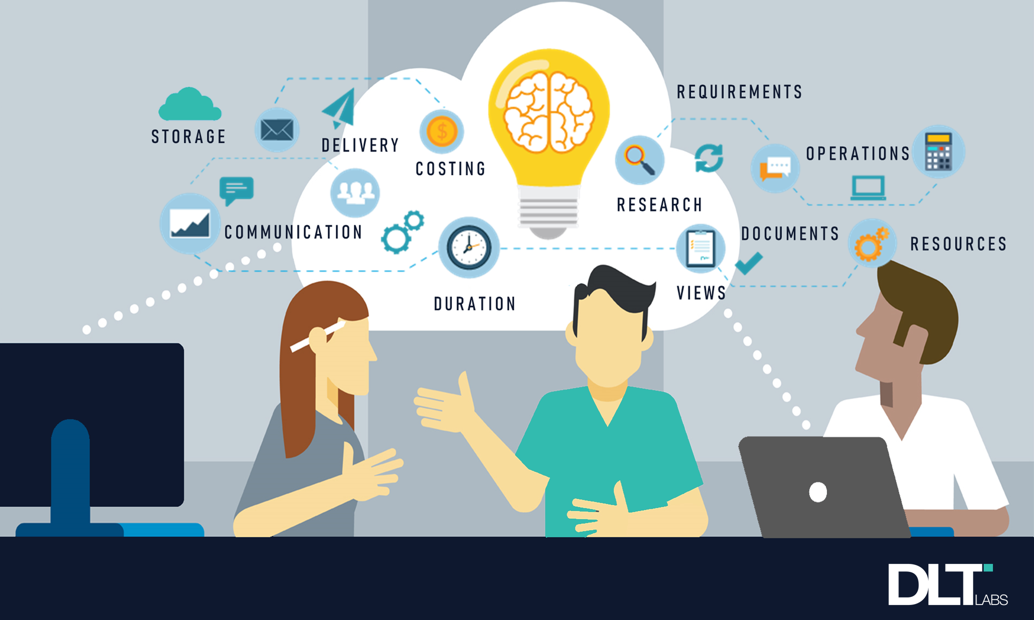 REQUIREMENTS
STORAGE
DELIVERY
COSTING
OPERATIONS
RESEARCH
COMMUNICATION
DOCUMENTS
RESOURCES
DURATION
VIEWS
$
DLT
LABS